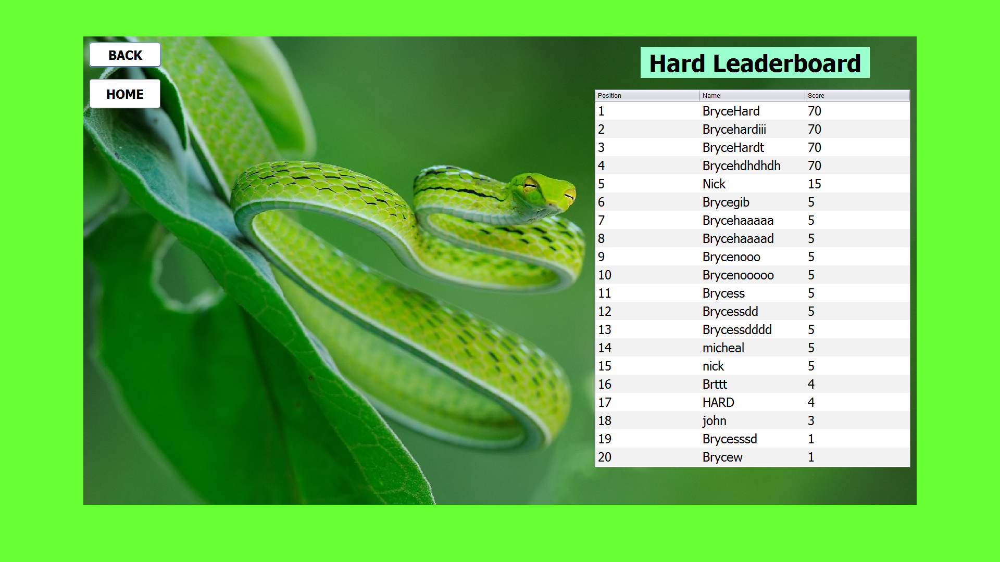 BACK
HOME
Hard Leaderboard
Position Name Score
1 BryceHard 70
2 Brycehardiii 70
3 BryceHardt 70
4 Brycehdhdhdh 70
5 Nick 15
6 Brycegib 5
7 Brycehaaaaa 5
8 Brycehaaaad 5
9 Brycenooo 5
10 Brycenooooo 5
11 Brycess 5
12 Brycessdd 5
13 Brycessdddd 5
14 micheal 5
15 nick 5
16 Brttt 4
17 HARD 4
18 john 3
19 Brycesssd 1
20 Brycew 1